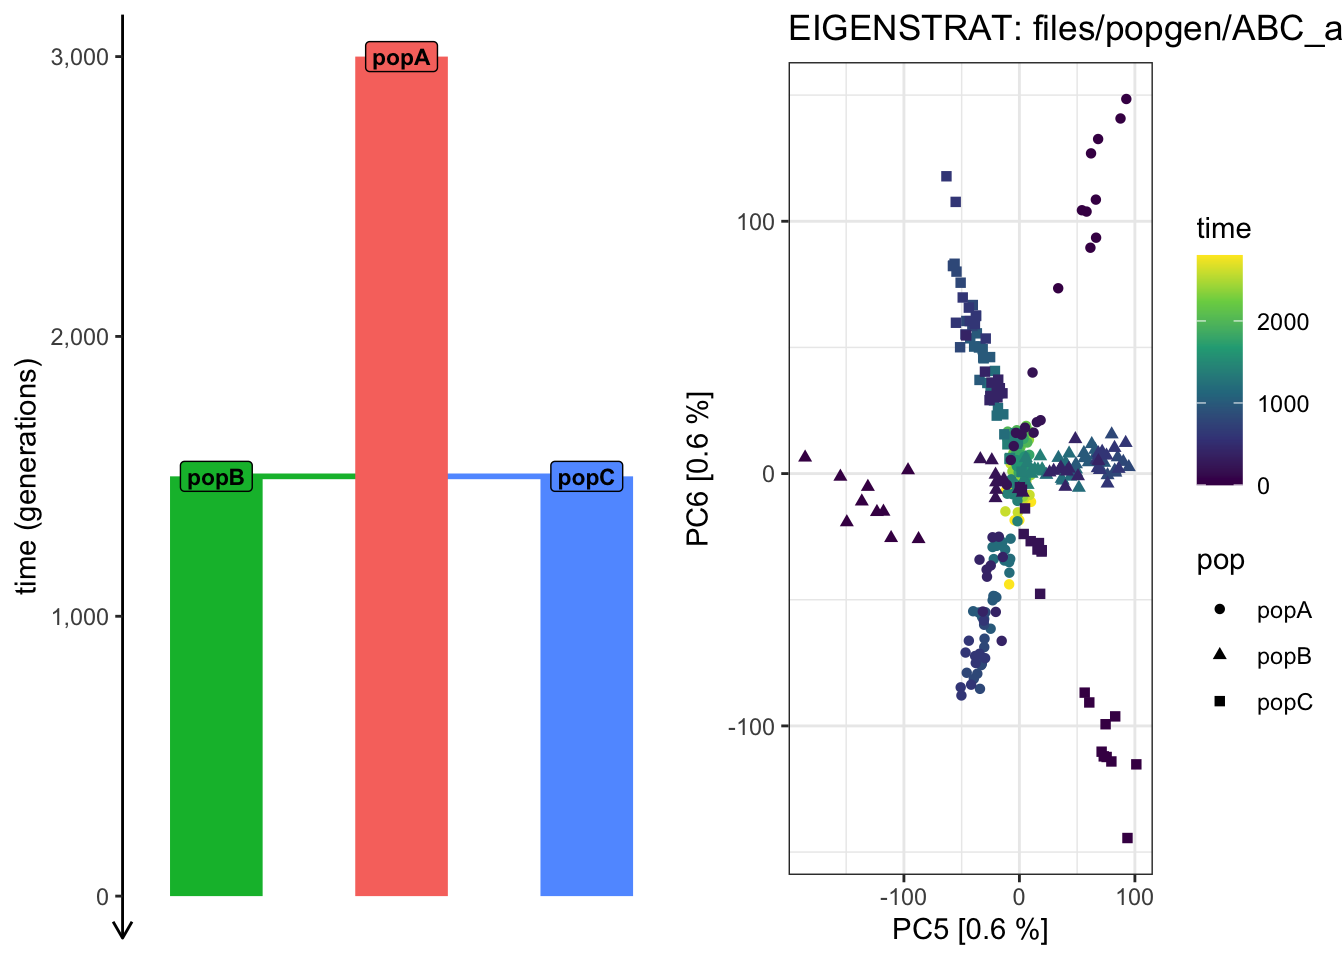 time (generations)
3,000
2,000
1,000
0
popA
popB
popC
EIGENSTRAT: files/popgen/ABC_a
PC6 [0.6 %]
100
0
-100
-100
0
100
PC5 [0.6 %]
time
2000
1000
0
pop
popA
popB
popC